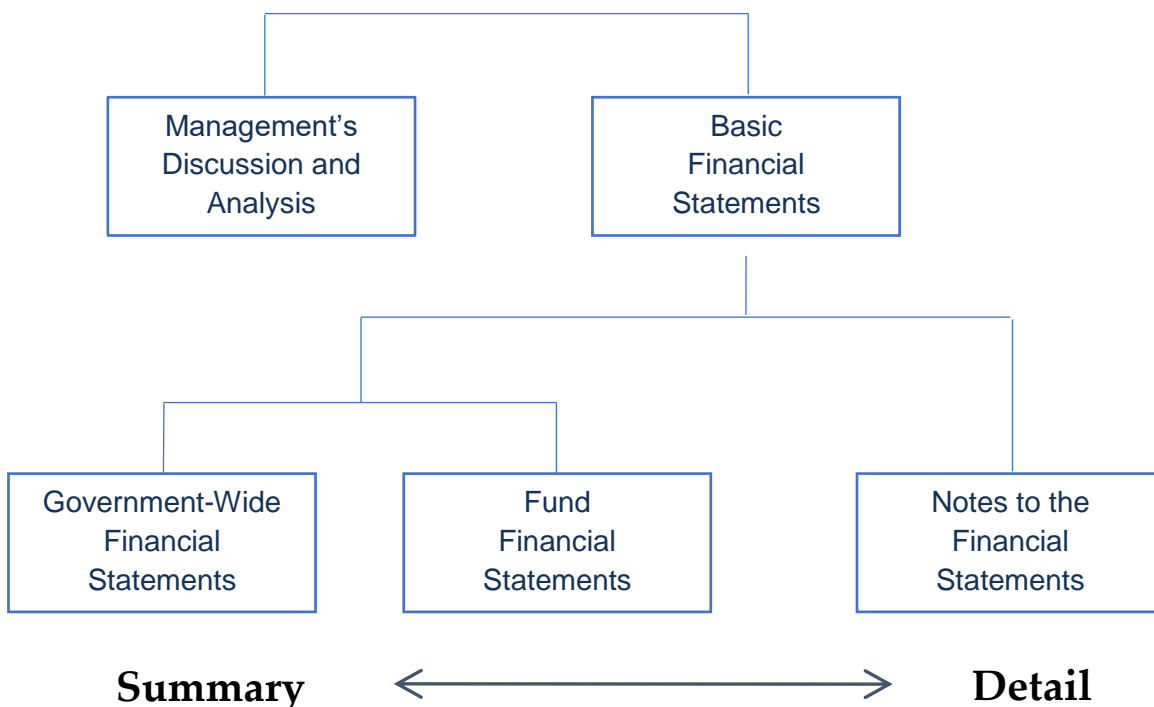 Management’s
Discussion and
Analysis
Basic
Financial
Statements
Government-Wide
Financial
Statements
Fund
Financial
Statements
Notes to the
Financial
Statements
Summary
Detail